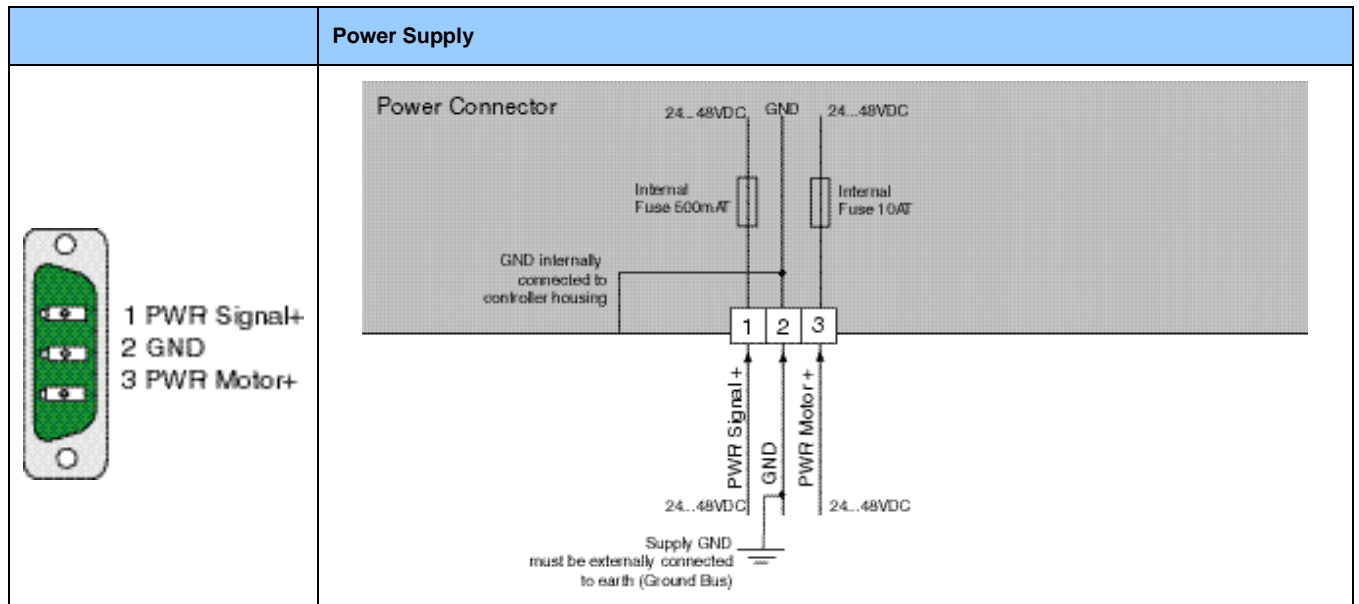 Power Supply
Power Connector
24...48VDC
GND
24...48VDC
Internal
Fuse 500mAT
Internal
Fuse 10AT
GND internally
connected to
controller housing
1 PWR Signal+
2 GND
3 PWR Motor+
1 2 3
PWR Signal +
GND
PWR Motor +
24...48VDC
24...48VDC
Supply GND
must be externally connected
to earth (Ground Bus)